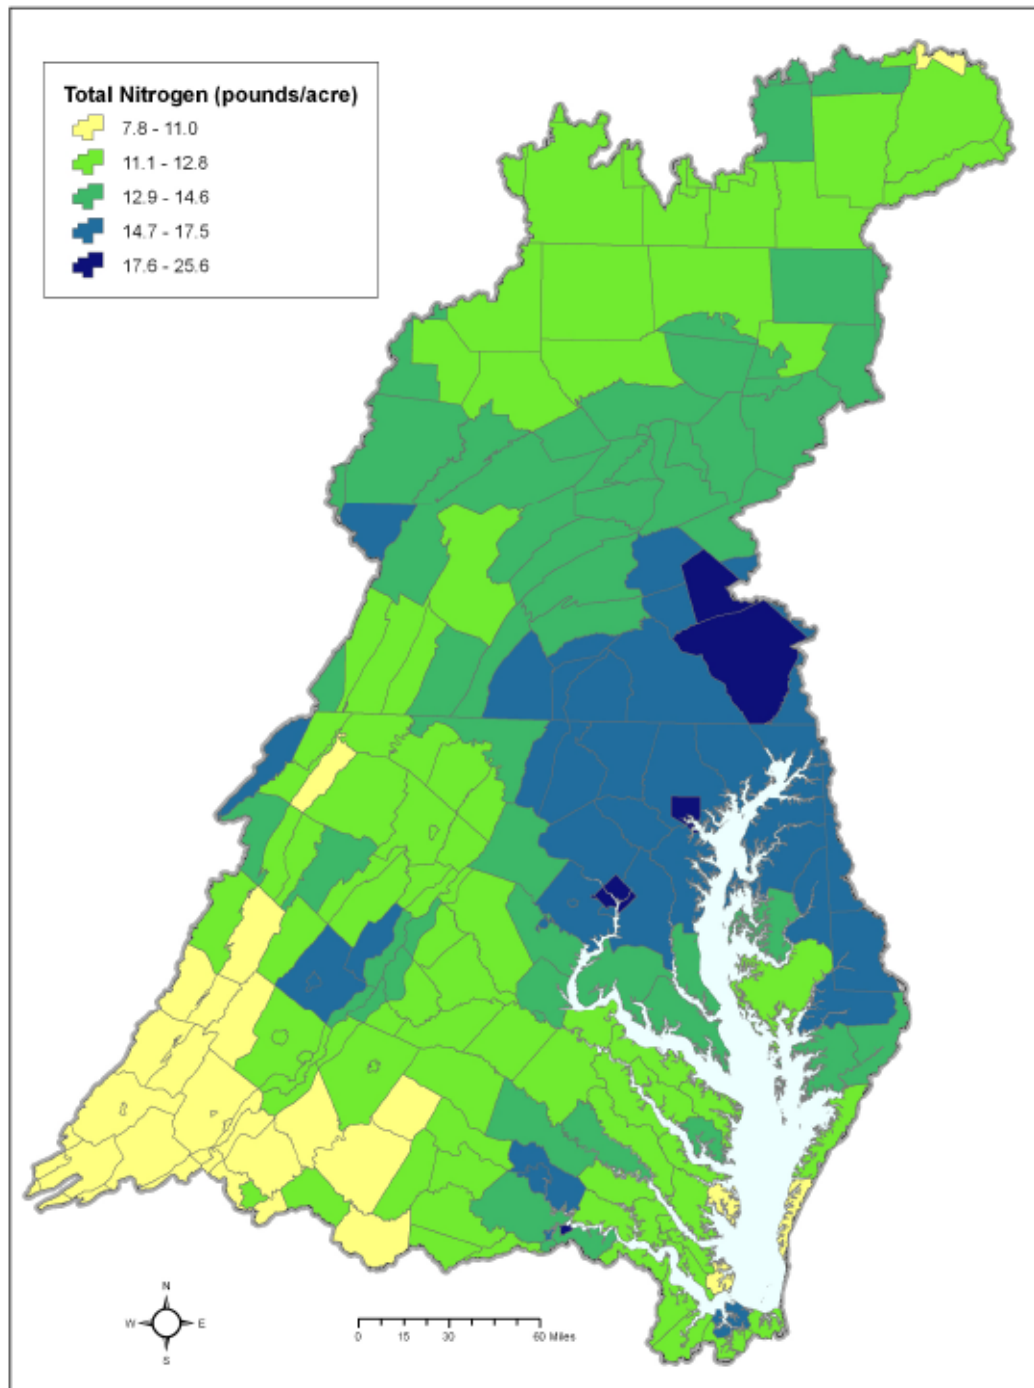 Total Nitrogen (pounds/acre)
7.8 - 11.0
11.1 - 12.8
12.9 - 14.6
14.7 - 17.5
17.6 - 25.6
N
W E
S
0 15 30 60 Miles